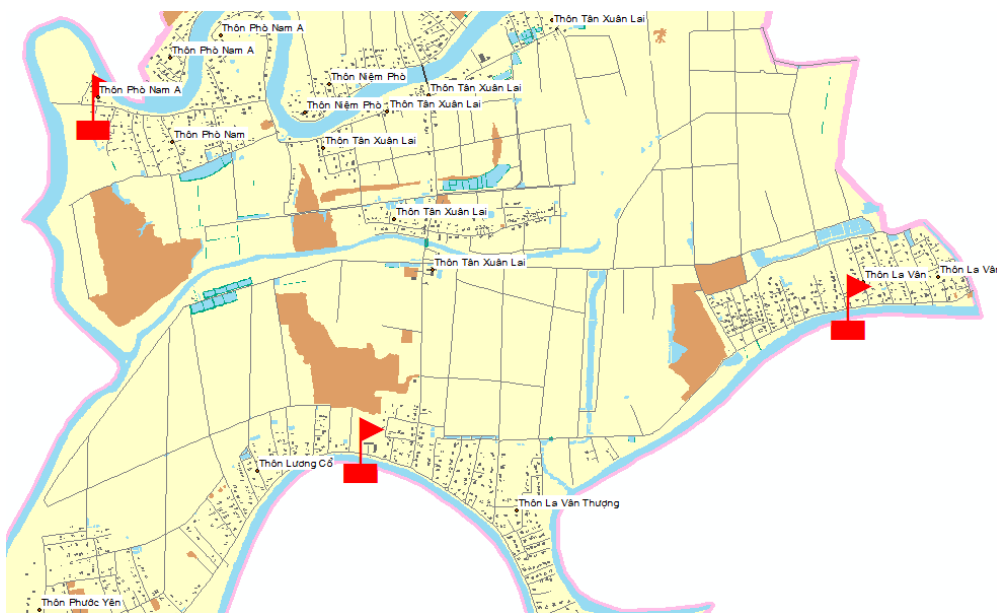 Thôn Tân Xuân Lai
Thôn Phò Nam A
Thôn Phò Nam A
Thôn Niệm Phò
Thôn Phò Nam A
Thôn Tân Xuân Lai
Thôn Niệm Phò
Thôn Tân Xuân Lai
Thôn Phò Nam
Thôn Tân Xuân Lai
Thôn Tân Xuân Lai
Thôn Tân Xuân Lai
Thôn La Vân
Thôn La Vân
Thôn Lương Cổ
Thôn La Vân Thượng
Thôn Phước Yên